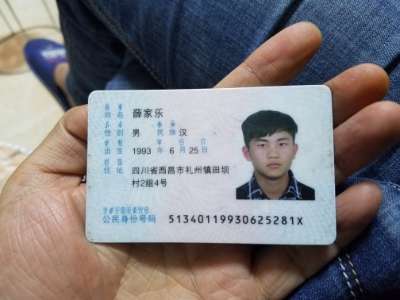 姓名 薛家乐
性别 男 民族 汉
出生 1993 年 6 月 25 日
住址 四川省西昌市礼州镇田坝
村2组4号
公民身份号码 51340119930625281X